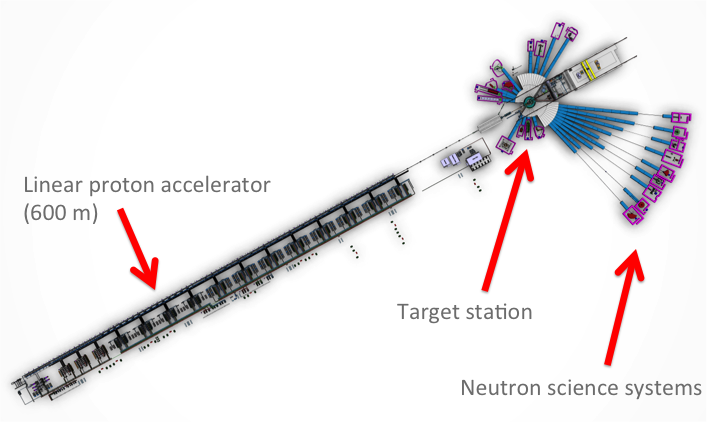 Linear proton accelerator
(600 m)
Target station
Neutron science systems